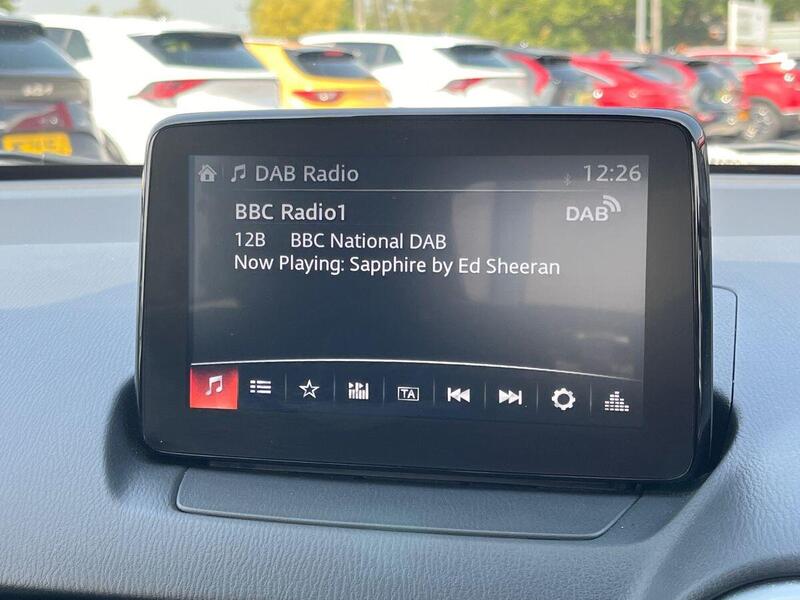 DAB Radio 12:26
BBC Radio1 DAB
12B BBC National DAB
Now Playing: Sapphire by Ed Sheeran
TA